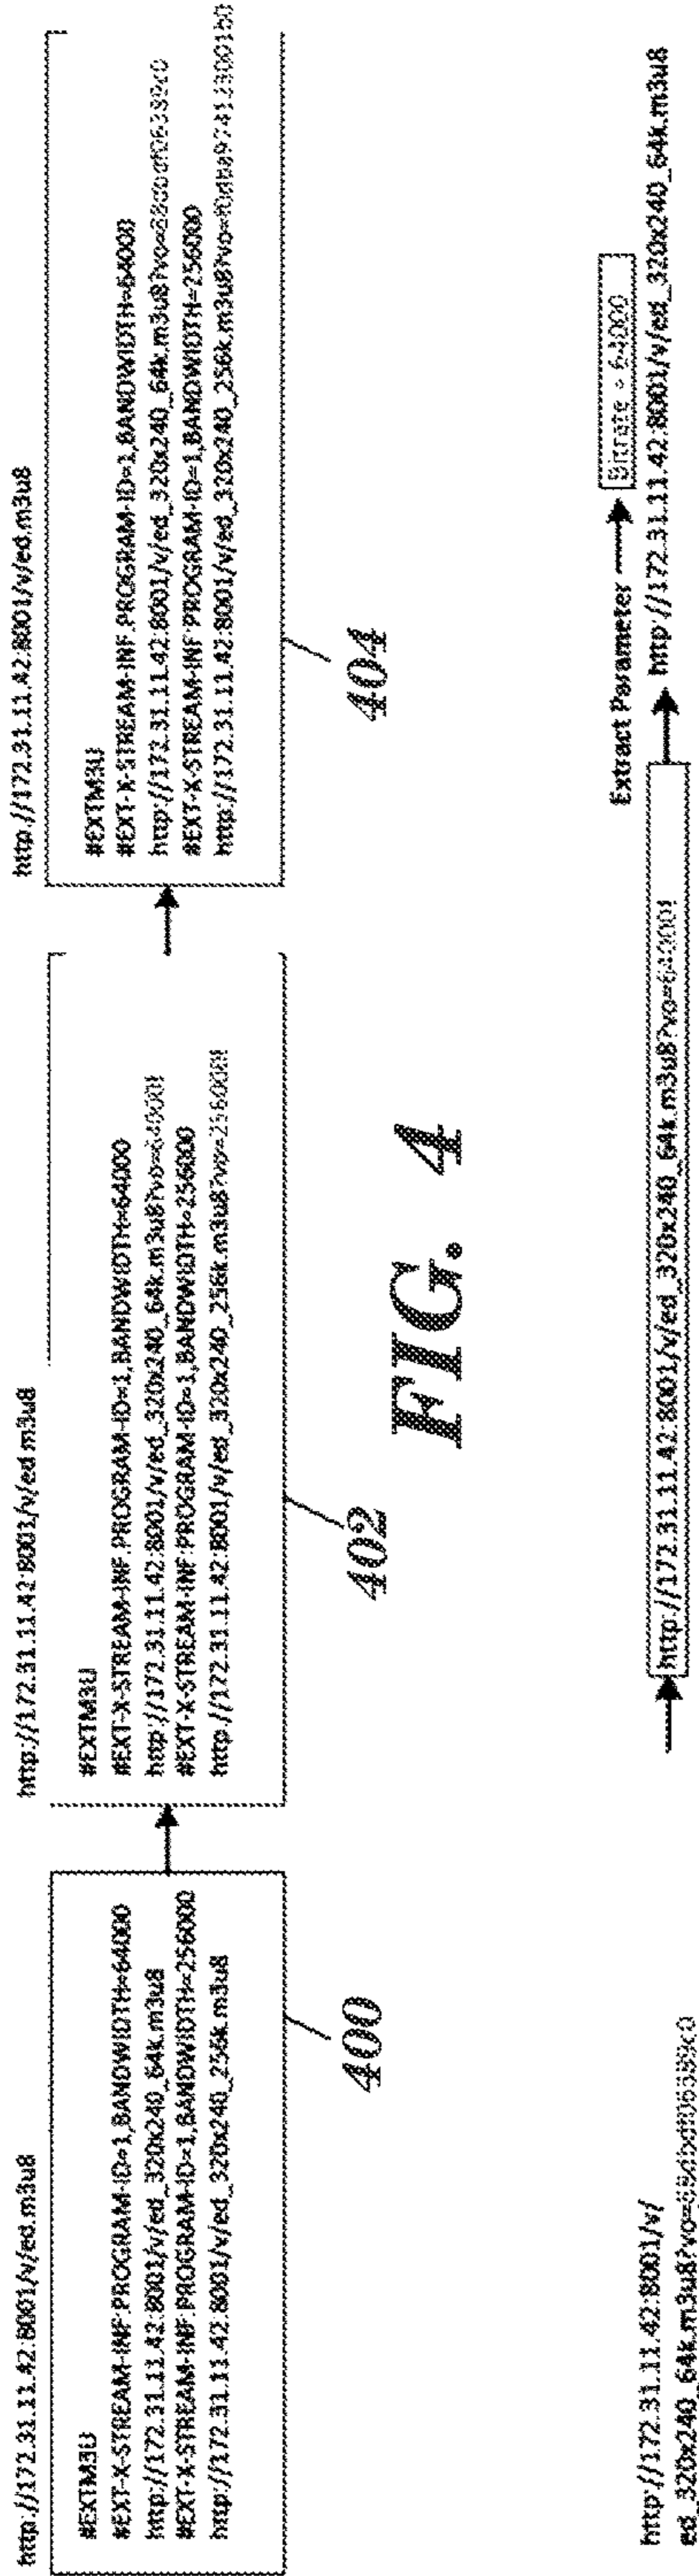 http://172.31.11.42:8001/v/ed.m3u8
#EXTM3U
#EXT-X-STREAM-INF:PROGRAM-ID=1,BANDWIDTH=64000
http://172.31.11.42:8001/v/ed_320x240_64k.m3u8
#EXT-X-STREAM-INF:PROGRAM-ID=1,BANDWIDTH=256000
http://172.31.11.42:8001/v/ed_320x240_256k.m3u8
400
http://172.31.11.42:8001/v/ed.m3u8
#EXTM3U
#EXT-X-STREAM-INF:PROGRAM-ID=1,BANDWIDTH=64000
http://172.31.11.42:8001/v/ed_320x240_64k.m3u8?vo=64000!
#EXT-X-STREAM-INF:PROGRAM-ID=1,BANDWIDTH=256000
http://172.31.11.42:8001/v/ed_320x240_256k.m3u8?vo=256000!
402
http://172.31.11.42:8001/v/ed.m3u8
#EXTM3U
#EXT-X-STREAM-INF:PROGRAM-ID=1,BANDWIDTH=64000
http://172.31.11.42:8001/v/ed_320x240_64k.m3u8?vo=
#EXT-X-STREAM-INF:PROGRAM-ID=1,BANDWIDTH=256000
http://172.31.11.42:8001/v/ed_320x240_256k.m3u8?vo=
404
FIG. 4
http://172.31.11.42:8001/v/
ed_320x240_64k.m3u8?vo=
http://172.31.11.42:8001/v/ed_320x240_64k.m3u8?vo=64000!
Extract Parameter
Bitrate = 64000
http://172.31.11.42:8001/v/ed_320x240_64k.m3u8